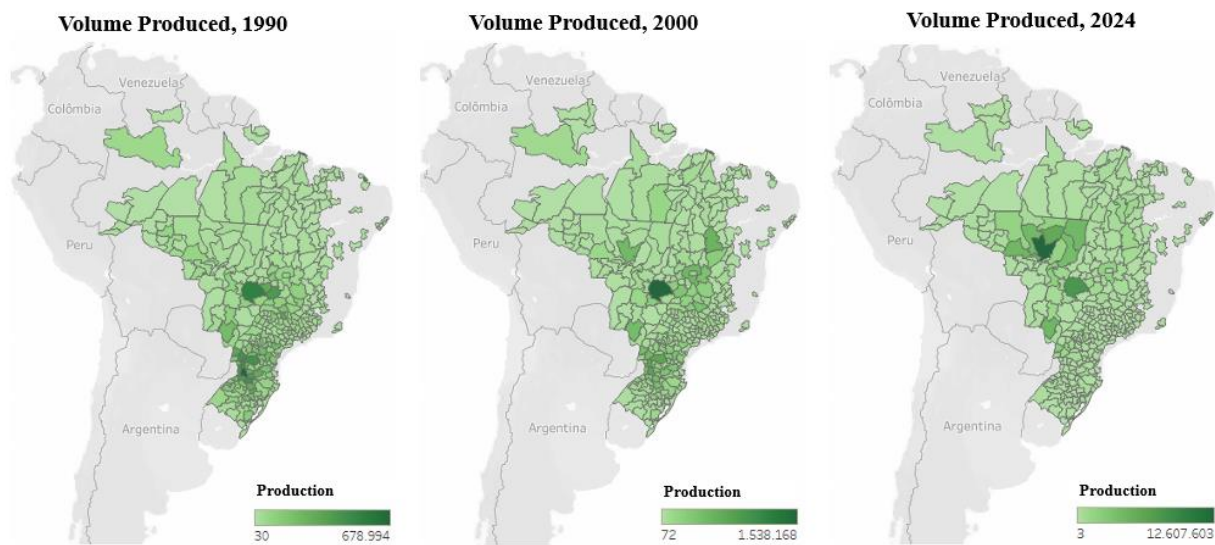 Volume Produced, 1990
Venezuela
Colômbia
Peru
Argentina
Production
30 678.994
Volume Produced, 2000
Venezuela
Colômbia
Peru
Argentina
Production
72 1.538.168
Volume Produced, 2024
Venezuela
Colômbia
Peru
Argentina
Production
3 12.607.603